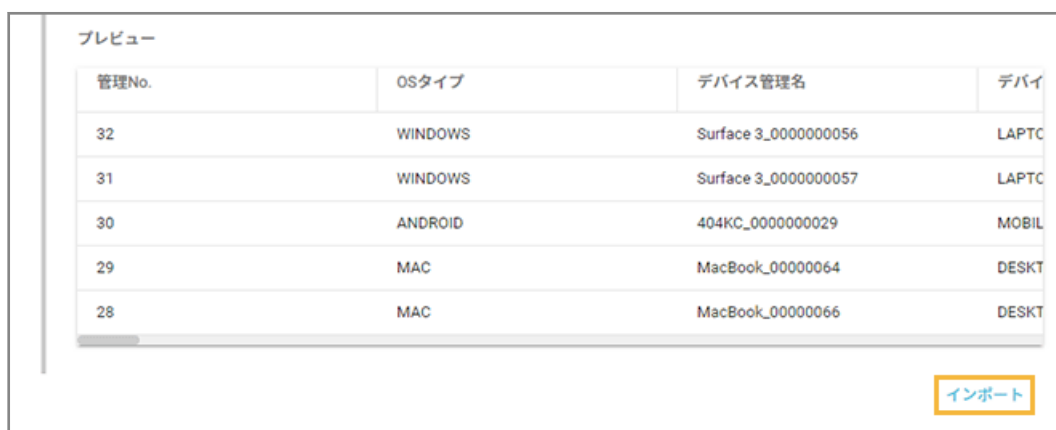 プレビュー
管理No. OSタイプ デバイス管理名 デバイ
32 WINDOWS Surface 3_0000000056 LAPTO
31 WINDOWS Surface 3_0000000057 LAPTO
30 ANDROID 404KC_0000000029 MOBIL
29 MAC MacBook_00000064 DESKT
28 MAC MacBook_00000066 DESKT
インポート